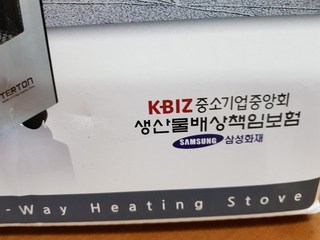 TERTON
K-BIZ 중소기업중앙회
생산물배상책임보험
SAMSUNG 삼성화재
-Way Heating Stove